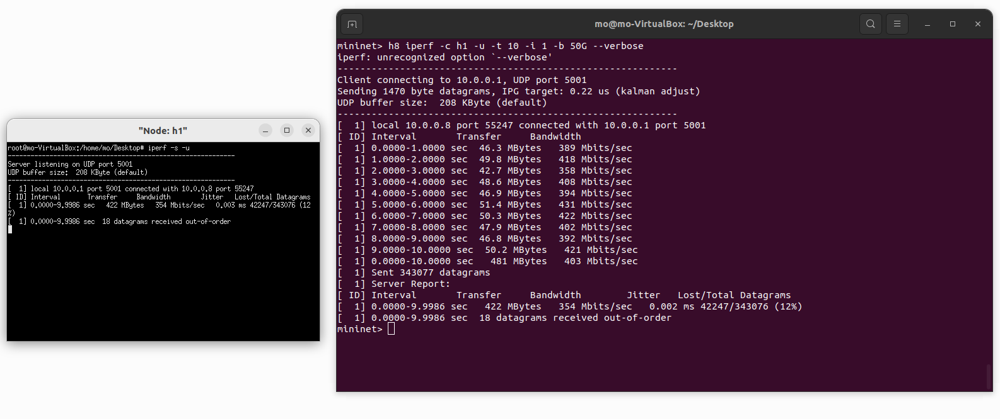 "Node: h1"
root@mo-VirtualBox:/home/mo/Desktop# iperf -s -u
------------------------------------------------------------
Server listening on UDP port 5001
UDP buffer size:  208 KByte (default)
------------------------------------------------------------
[  1] local 10.0.0.1 port 5001 connected with 10.0.0.8 port 55247
[ ID] Interval       Transfer     Bandwidth        Jitter   Lost/Total Datagrams
[  1] 0.0000-9.9986 sec   422 MBytes   354 Mbits/sec   0.003 ms 42247/343076 (12
%)
[  1] 0.0000-9.9986 sec  18 datagrams received out-of-order
mo@mo-VirtualBox: ~/Desktop
mininet> h8 iperf -c h1 -u -t 10 -i 1 -b 50G --verbose
iperf: unrecognized option `--verbose'
------------------------------------------------------------
Client connecting to 10.0.0.1, UDP port 5001
Sending 1470 byte datagrams, IPG target: 0.22 us (kalman adjust)
UDP buffer size:  208 KByte (default)
------------------------------------------------------------
[  1] local 10.0.0.8 port 55247 connected with 10.0.0.1 port 5001
[ ID] Interval       Transfer     Bandwidth
[  1] 0.0000-1.0000 sec  46.3 MBytes   389 Mbits/sec
[  1] 1.0000-2.0000 sec  49.8 MBytes   418 Mbits/sec
[  1] 2.0000-3.0000 sec  42.7 MBytes   358 Mbits/sec
[  1] 3.0000-4.0000 sec  48.6 MBytes   408 Mbits/sec
[  1] 4.0000-5.0000 sec  46.9 MBytes   394 Mbits/sec
[  1] 5.0000-6.0000 sec  51.4 MBytes   431 Mbits/sec
[  1] 6.0000-7.0000 sec  50.3 MBytes   422 Mbits/sec
[  1] 7.0000-8.0000 sec  47.9 MBytes   402 Mbits/sec
[  1] 8.0000-9.0000 sec  46.8 MBytes   392 Mbits/sec
[  1] 9.0000-10.0000 sec  50.2 MBytes   421 Mbits/sec
[  1] 0.0000-10.0000 sec   481 MBytes   403 Mbits/sec
[  1] Sent 343077 datagrams
[  1] Server Report:
[ ID] Interval       Transfer     Bandwidth        Jitter   Lost/Total Datagrams
[  1] 0.0000-9.9986 sec   422 MBytes   354 Mbits/sec   0.002 ms 42247/343076 (12%)
[  1] 0.0000-9.9986 sec  18 datagrams received out-of-order
mininet>